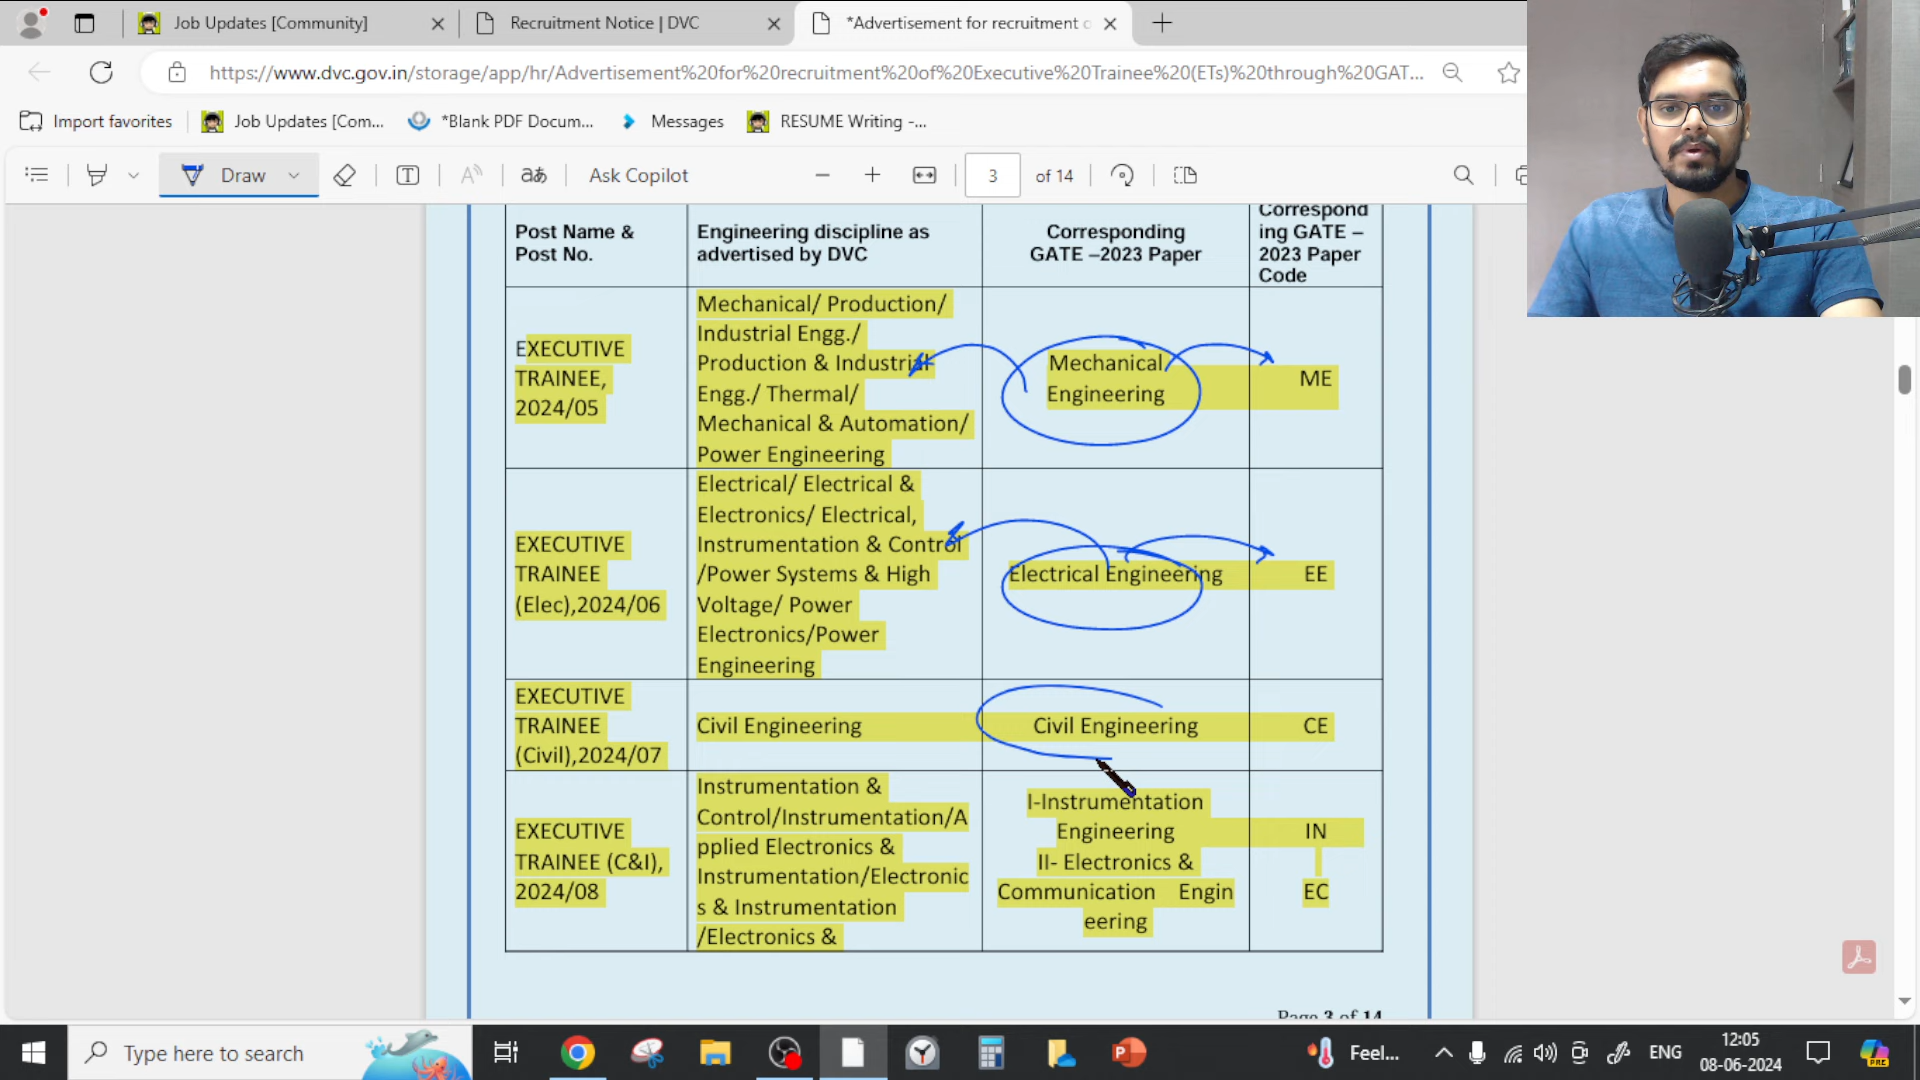 Job Updates [Community]
Recruitment Notice | DVC
*Advertisement for recruitment o
https://www.dvc.gov.in/storage/app/hr/Advertisement%20for%20recruitment%20of%20Executive%20Trainee%20(ETs)%20through%20GAT...
Import favorites
Job Updates [Com...
*Blank PDF Docum...
Messages
RESUME Writing -...
Draw
T
A
aあ
Ask Copilot
3
of 14
Post Name &
Post No.
Engineering discipline as
advertised by DVC
Corresponding
GATE –2023 Paper
Correspond
ing GATE –
2023 Paper
Code
EXECUTIVE
TRAINEE,
2024/05
Mechanical/ Production/
Industrial Engg./
Production & Industrial
Engg./ Thermal/
Mechanical & Automation/
Power Engineering
Mechanical
Engineering
ME
EXECUTIVE
TRAINEE
(Elec),2024/06
Electrical/ Electrical &
Electronics/ Electrical,
Instrumentation & Control
/Power Systems & High
Voltage/ Power
Electronics/Power
Engineering
Electrical Engineering
EE
EXECUTIVE
TRAINEE
(Civil),2024/07
Civil Engineering
Civil Engineering
CE
EXECUTIVE
TRAINEE (C&I),
2024/08
Instrumentation &
Control/Instrumentation/A
pplied Electronics &
Instrumentation/Electronic
s & Instrumentation
/Electronics &
I-Instrumentation
Engineering
II- Electronics &
Communication Engin
eering
IN
EC
Page 3 of 14
Type here to search
Feel...
ENG
12:05
08-06-2024
PRE